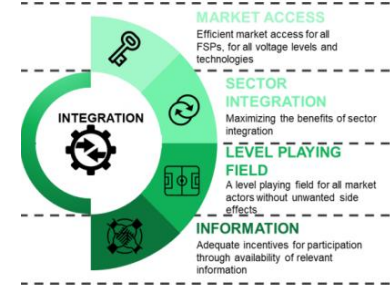 MARKET ACCESS
Efficient market access for all
FSPs, for all voltage levels and
technologies
SECTOR
INTEGRATION
Maximizing the benefits of sector
integration
INTEGRATION
LEVEL PLAYING
FIELD
A level playing field for all market
actors without unwanted side
effects
INFORMATION
Adequate incentives for participation
through availability of relevant
information